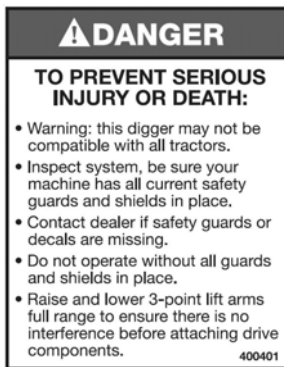 DANGER
TO PREVENT SERIOUS
INJURY OR DEATH:
• Warning: this digger may not be
compatible with all tractors.
• Inspect system, be sure your
machine has all current safety
guards and shields in place.
• Contact dealer if safety guards or
decals are missing.
• Do not operate without all guards
and shields in place.
• Raise and lower 3-point lift arms
full range to ensure there is no
interference before attaching drive
components.
400401